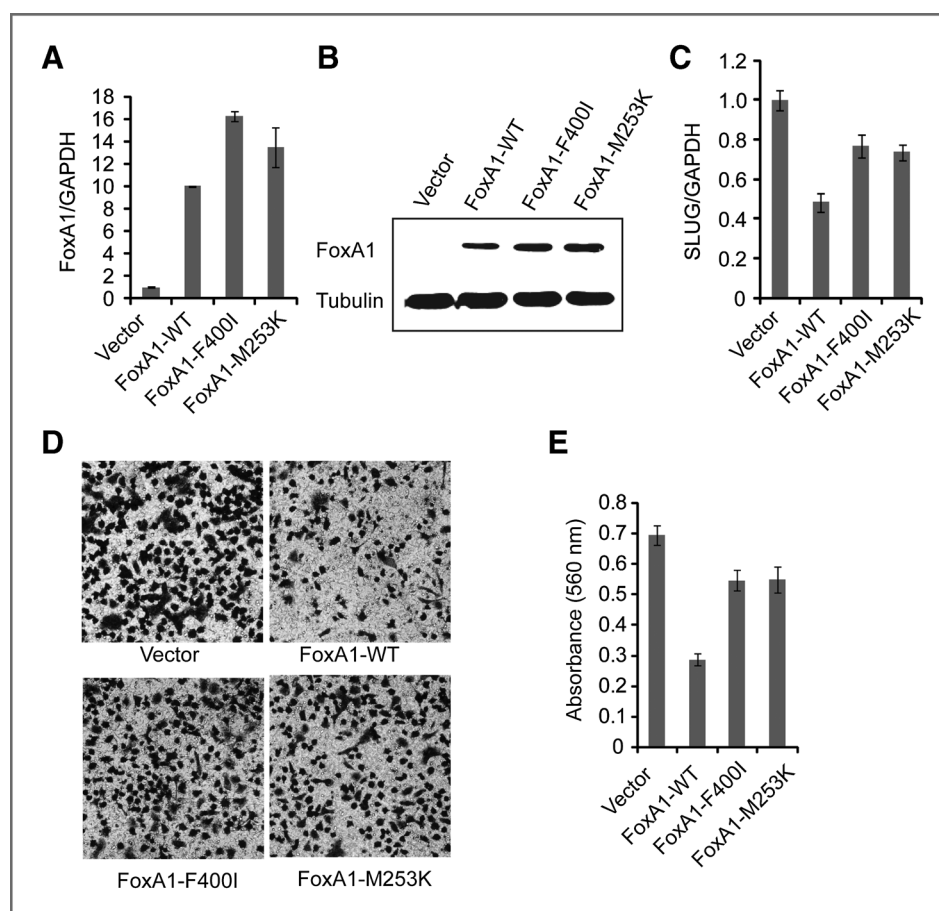 A
FoxA1/GAPDH
18
16
14
12
10
8
6
4
2
0
Vector
FoxA1-WT
FoxA1-F400I
FoxA1-M253K
B
Vector
FoxA1-WT
FoxA1-F400I
FoxA1-M253K
FoxA1
Tubulin
C
SLUG/GAPDH
1.2
1.0
0.8
0.6
0.4
0.2
0
Vector
FoxA1-WT
FoxA1-F400I
FoxA1-M253K
D
Vector
FoxA1-WT
FoxA1-F400I
FoxA1-M253K
E
Absorbance (560 nm)
0.8
0.7
0.6
0.5
0.4
0.3
0.2
0.1
0
Vector
FoxA1-WT
FoxA1-F400I
FoxA1-M253K